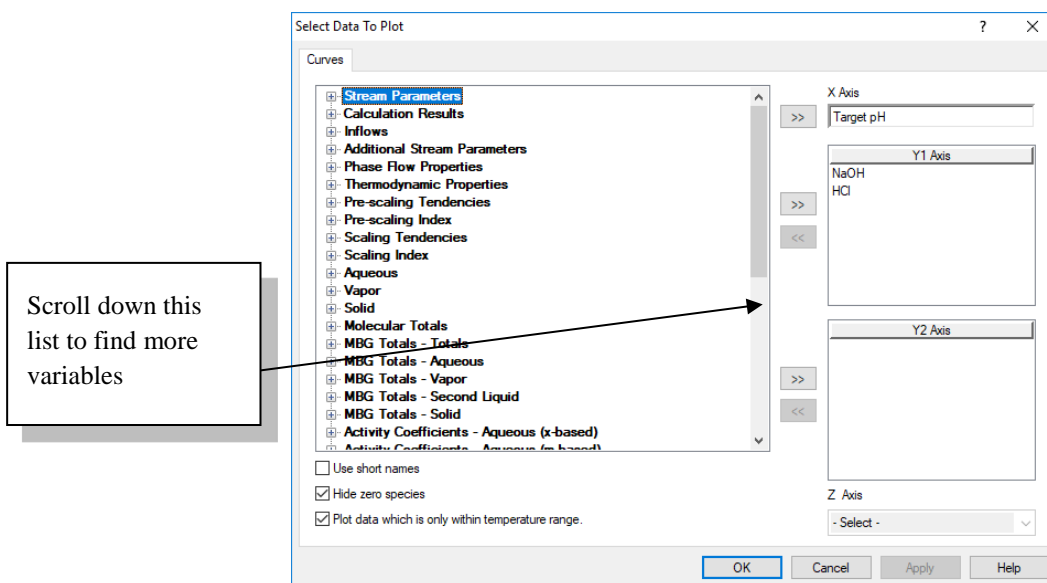 Select Data To Plot
?
Curves
Stream Parameters
Calculation Results
Inflows
Additional Stream Parameters
Phase Flow Properties
Thermodynamic Properties
Pre-scaling Tendencies
Pre-scaling Index
Scaling Tendencies
Scaling Index
Aqueous
Vapor
Solid
Molecular Totals
MBG Totals - Totals
MBG Totals - Aqueous
MBG Totals - Vapor
MBG Totals - Second Liquid
MBG Totals - Solid
Activity Coefficients - Aqueous (x-based)
Activity Coefficients - Aqueous (m-based)
Use short names
Hide zero species
Plot data which is only within temperature range.
X Axis
>>
Target pH
Y1 Axis
NaOH
HCl
>>
<<
Y2 Axis
>>
<<
Z Axis
- Select -
OK
Cancel
Apply
Help
Scroll down this
list to find more
variables